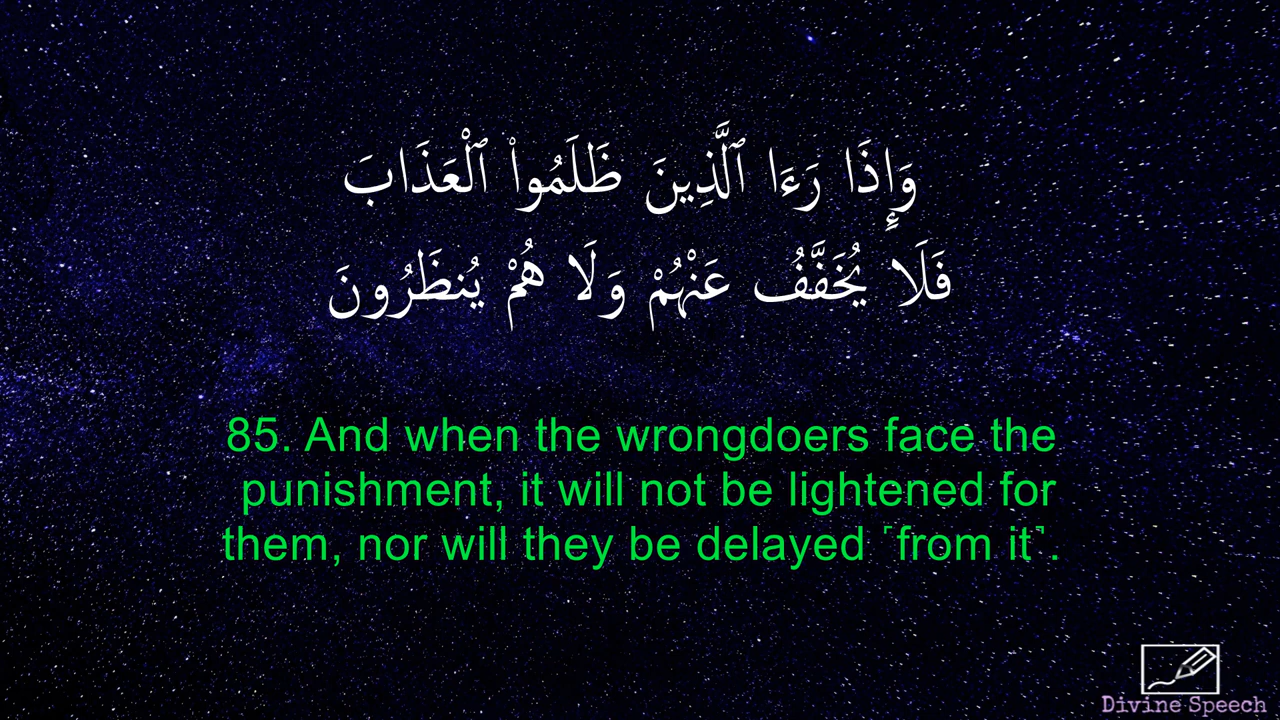 وَإِذَا رَءَا ٱلَّذِينَ ظَلَمُوا۟ ٱلْعَذَابَ
فَلَا يُخَفَّفُ عَنْهُمْ وَلَا هُمْ يُنظَرُونَ
85. And when the wrongdoers face the
punishment, it will not be lightened for
them, nor will they be delayed ˹from it˺.
Divine Speech